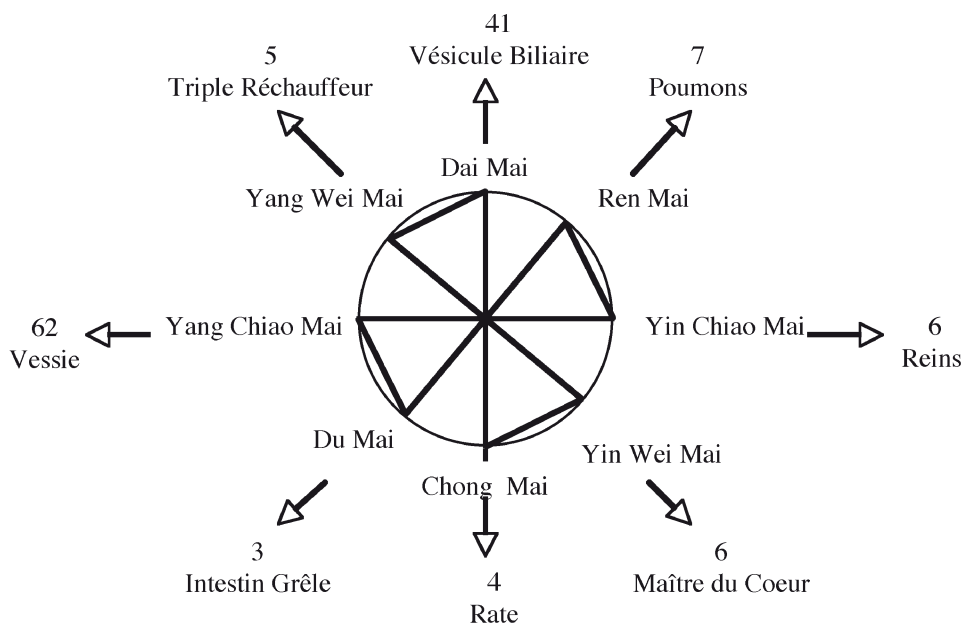 41
Vésicule Biliaire
5
Triple Réchauffeur
7
Poumons
Dai Mai
Yang Wei Mai
Ren Mai
62
Vessie
Yang Chiao Mai
Yin Chiao Mai
6
Reins
Du Mai
Yin Wei Mai
Chong Mai
3
Intestin Grêle
4
Rate
6
Maître du Coeur